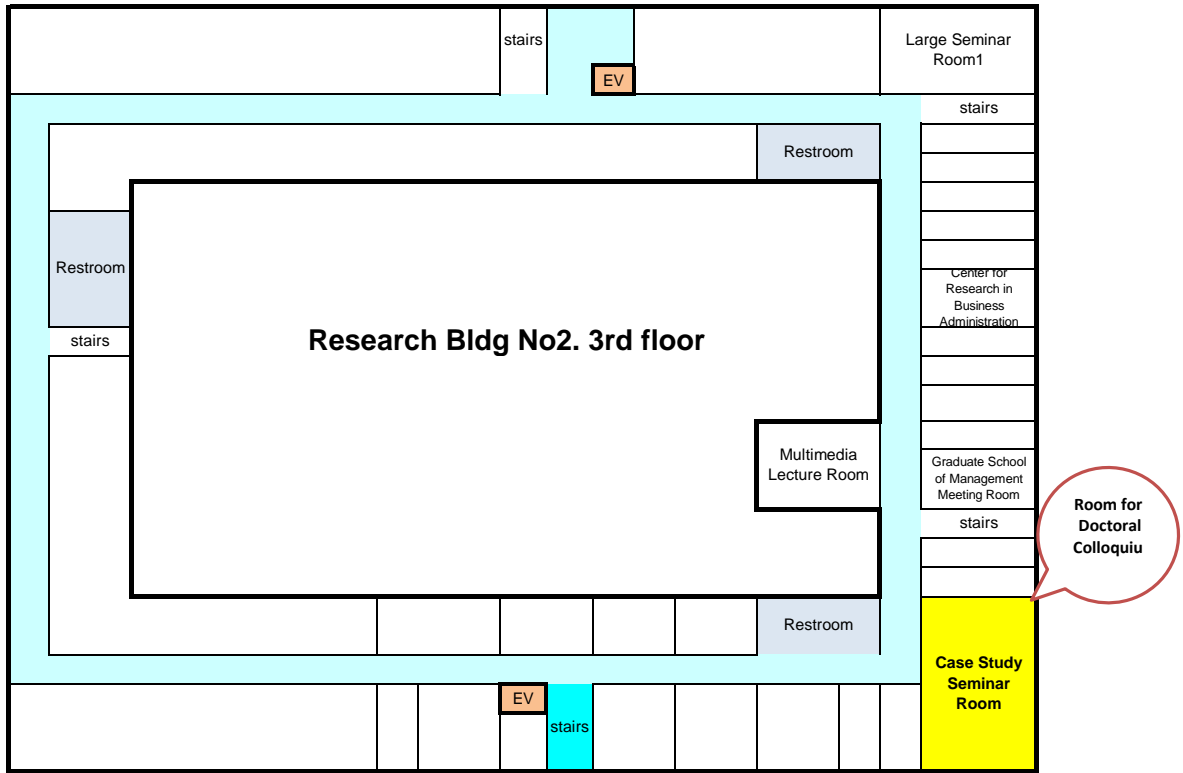 stairs
EV
Large Seminar
Room1
stairs
Restroom
Restroom
stairs
Center for
Research in
Business
Administration
Research Bldg No2. 3rd floor
Multimedia
Lecture Room
Graduate School
of Management
Meeting Room
stairs
Room for
Doctoral
Colloquiu
Restroom
Case Study
Seminar
Room
EV
stairs